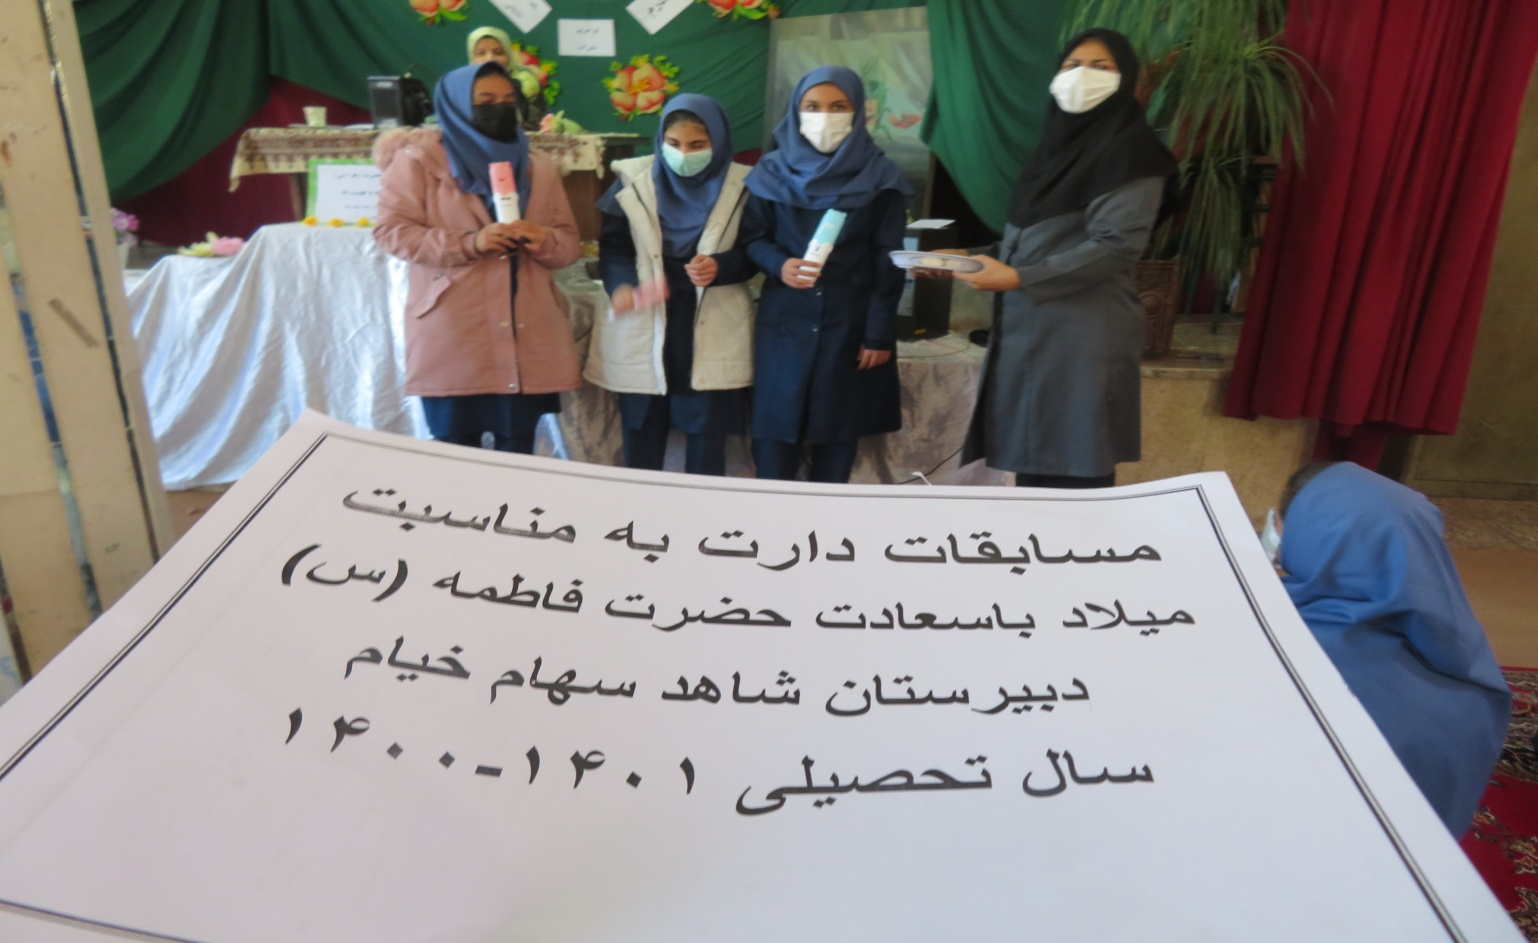 مسابقات دارت به مناسبت
میلاد باسعادت حضرت فاطمه (س)
دبیرستان شاهد سهام خیام
سال تحصیلی ۱۴۰۱-۱۴۰۰